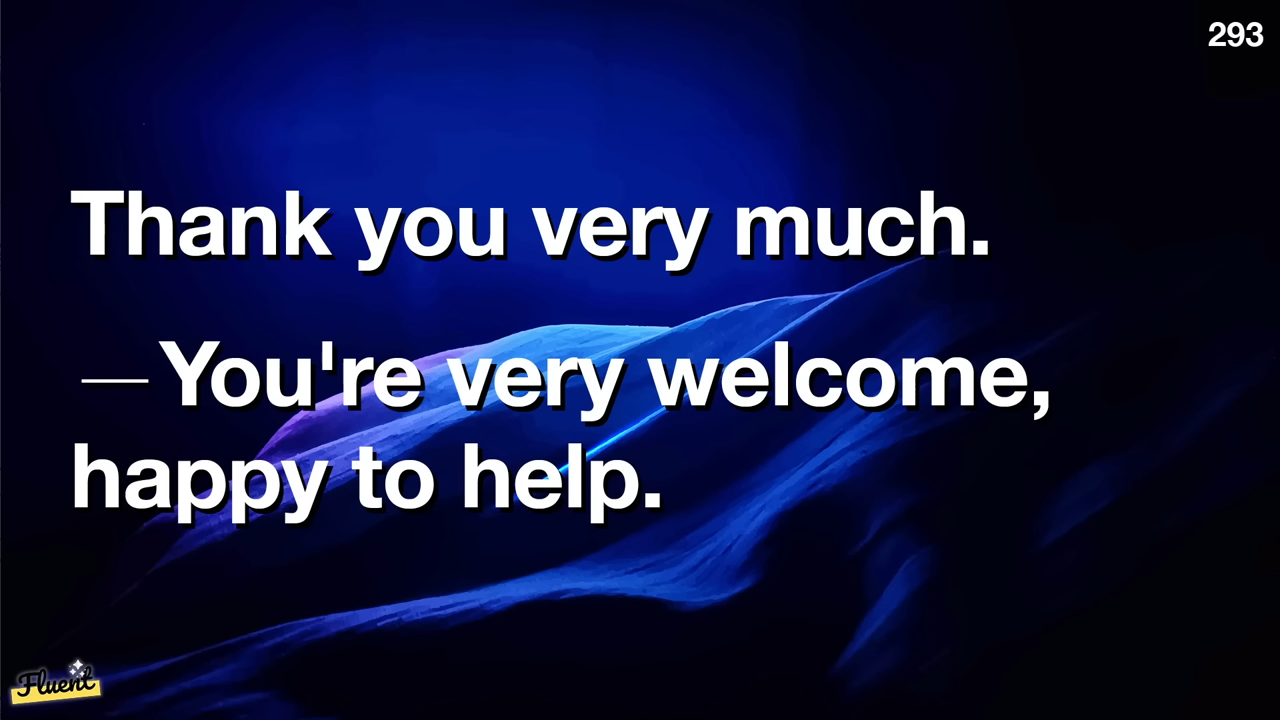 293
Thank you very much.
— You're very welcome,
happy to help.
Fluent